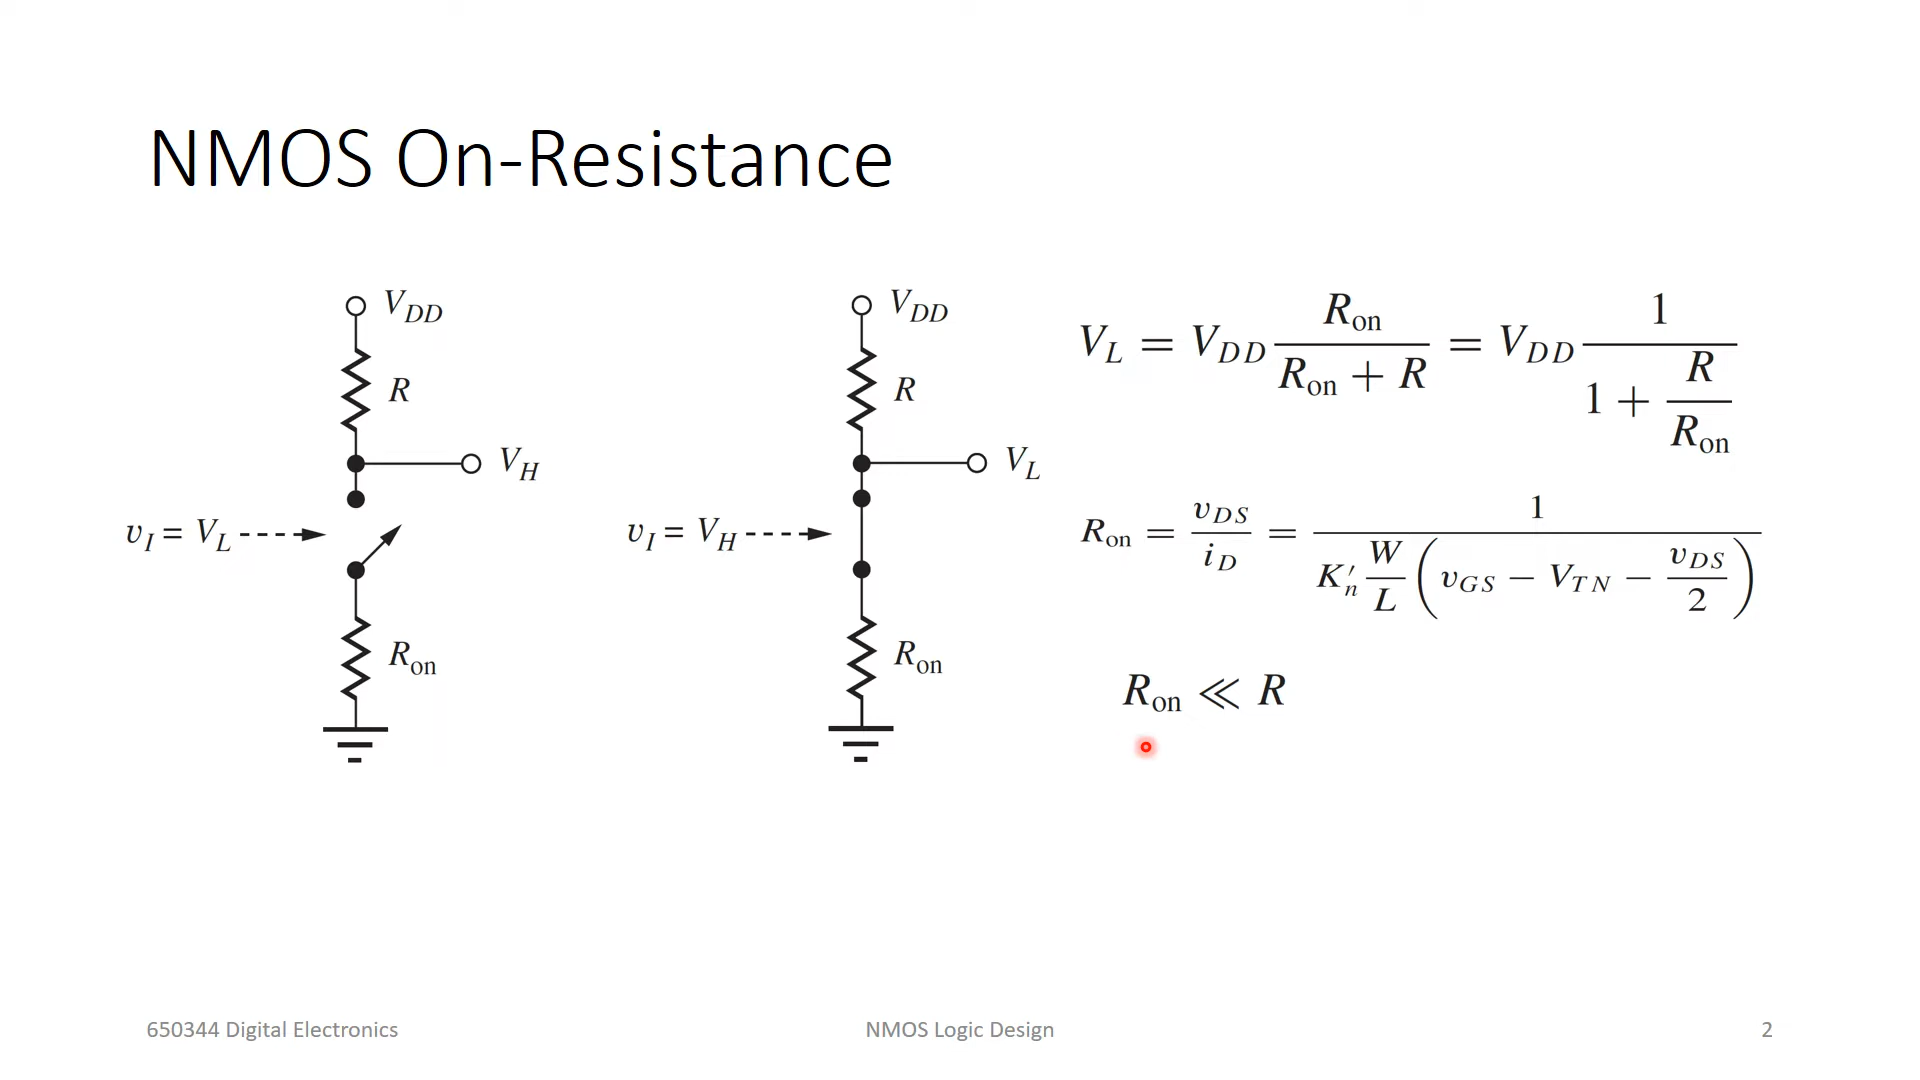 NMOS On-Resistance
V_DD
R
V_H
v_I = V_L
R_on
V_DD
R
V_L
v_I = V_H
R_on
V_L = V_DD R_on / (R_on + R) = V_DD 1 / (1 + R / R_on)
R_on = v_DS / i_D = 1 / (K′_n W/L (v_GS − V_TN − v_DS / 2))
R_on ≪ R
650344 Digital Electronics
NMOS Logic Design
2